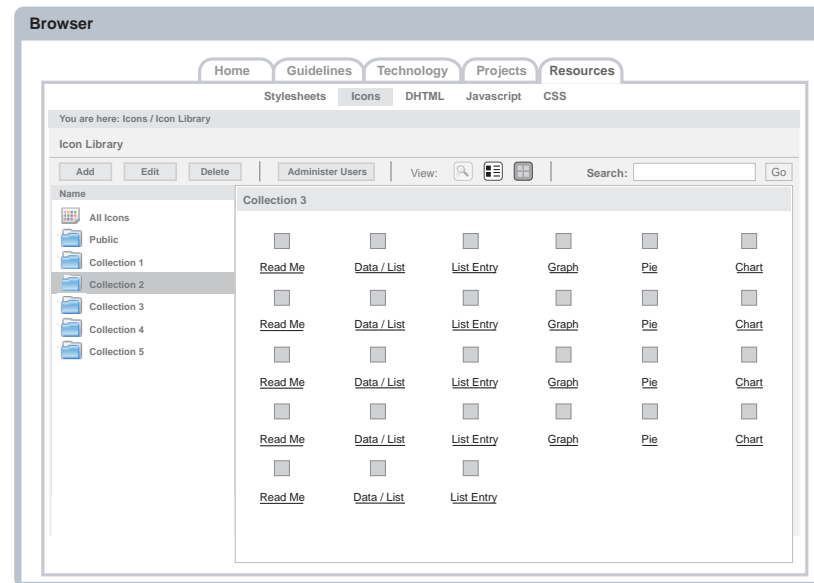 Browser
Home Guidelines Technology Projects Resources
Stylesheets Icons DHTML Javascript CSS
You are here: Icons / Icon Library
Icon Library
Add Edit Delete Administer Users View: Search: Go
Name
All Icons
Public
Collection 1
Collection 2
Collection 3
Collection 4
Collection 5
Collection 3
Read Me Data / List List Entry Graph Pie Chart
Read Me Data / List List Entry Graph Pie Chart
Read Me Data / List List Entry Graph Pie Chart
Read Me Data / List List Entry Graph Pie Chart
Read Me Data / List List Entry